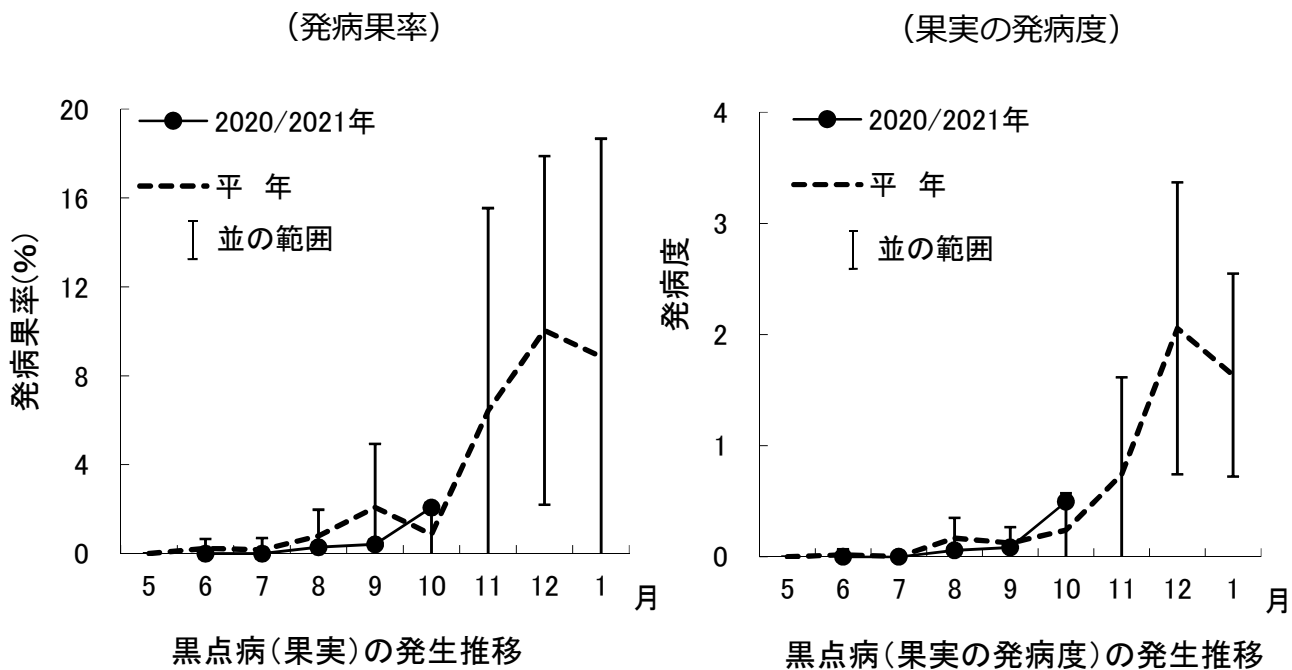 (発病果率)
20
16
12
8
4
0
発病果率(%)
2020/2021年
平 年
並の範囲
5 6 7 8 9 10 11 12 1 月
黒点病(果実)の発生推移
(果実の発病度)
4
3
2
1
0
発病度
2020/2021年
平 年
並の範囲
5 6 7 8 9 10 11 12 1 月
黒点病(果実の発病度)の発生推移